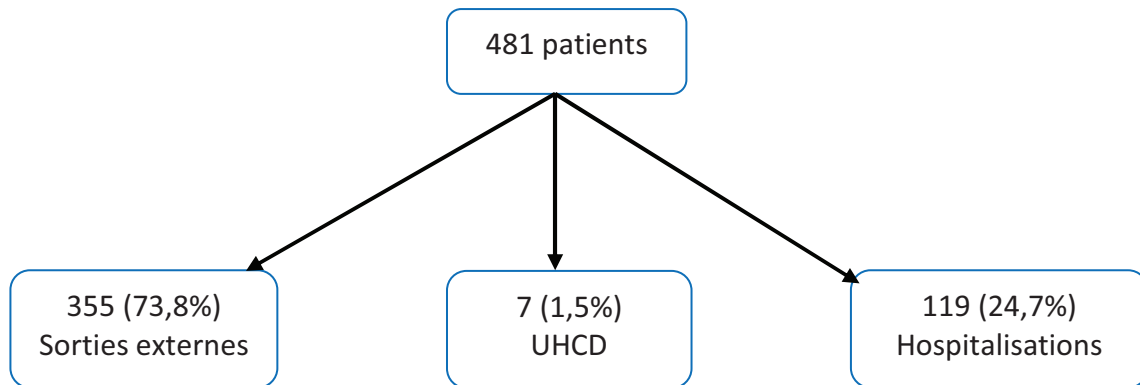 481 patients
355 (73,8%)
Sorties externes
7 (1,5%)
UHCD
119 (24,7%)
Hospitalisations